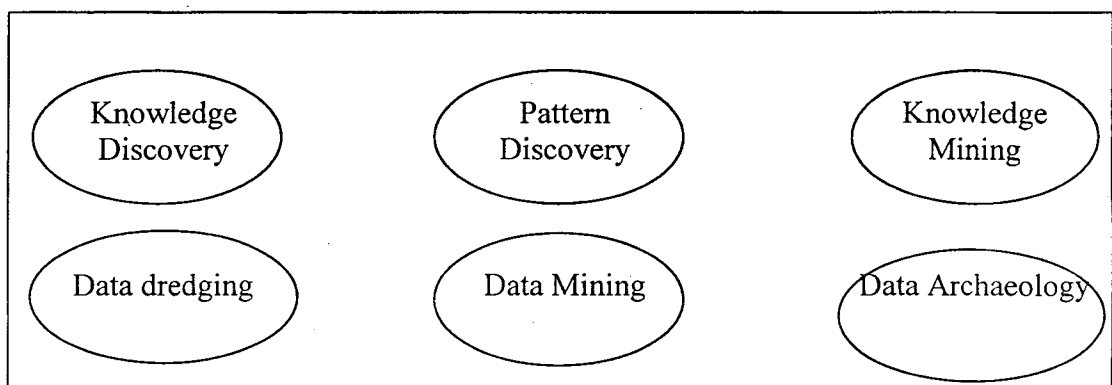 Knowledge
Discovery
Pattern
Discovery
Knowledge
Mining
Data dredging
Data Mining
Data Archaeology